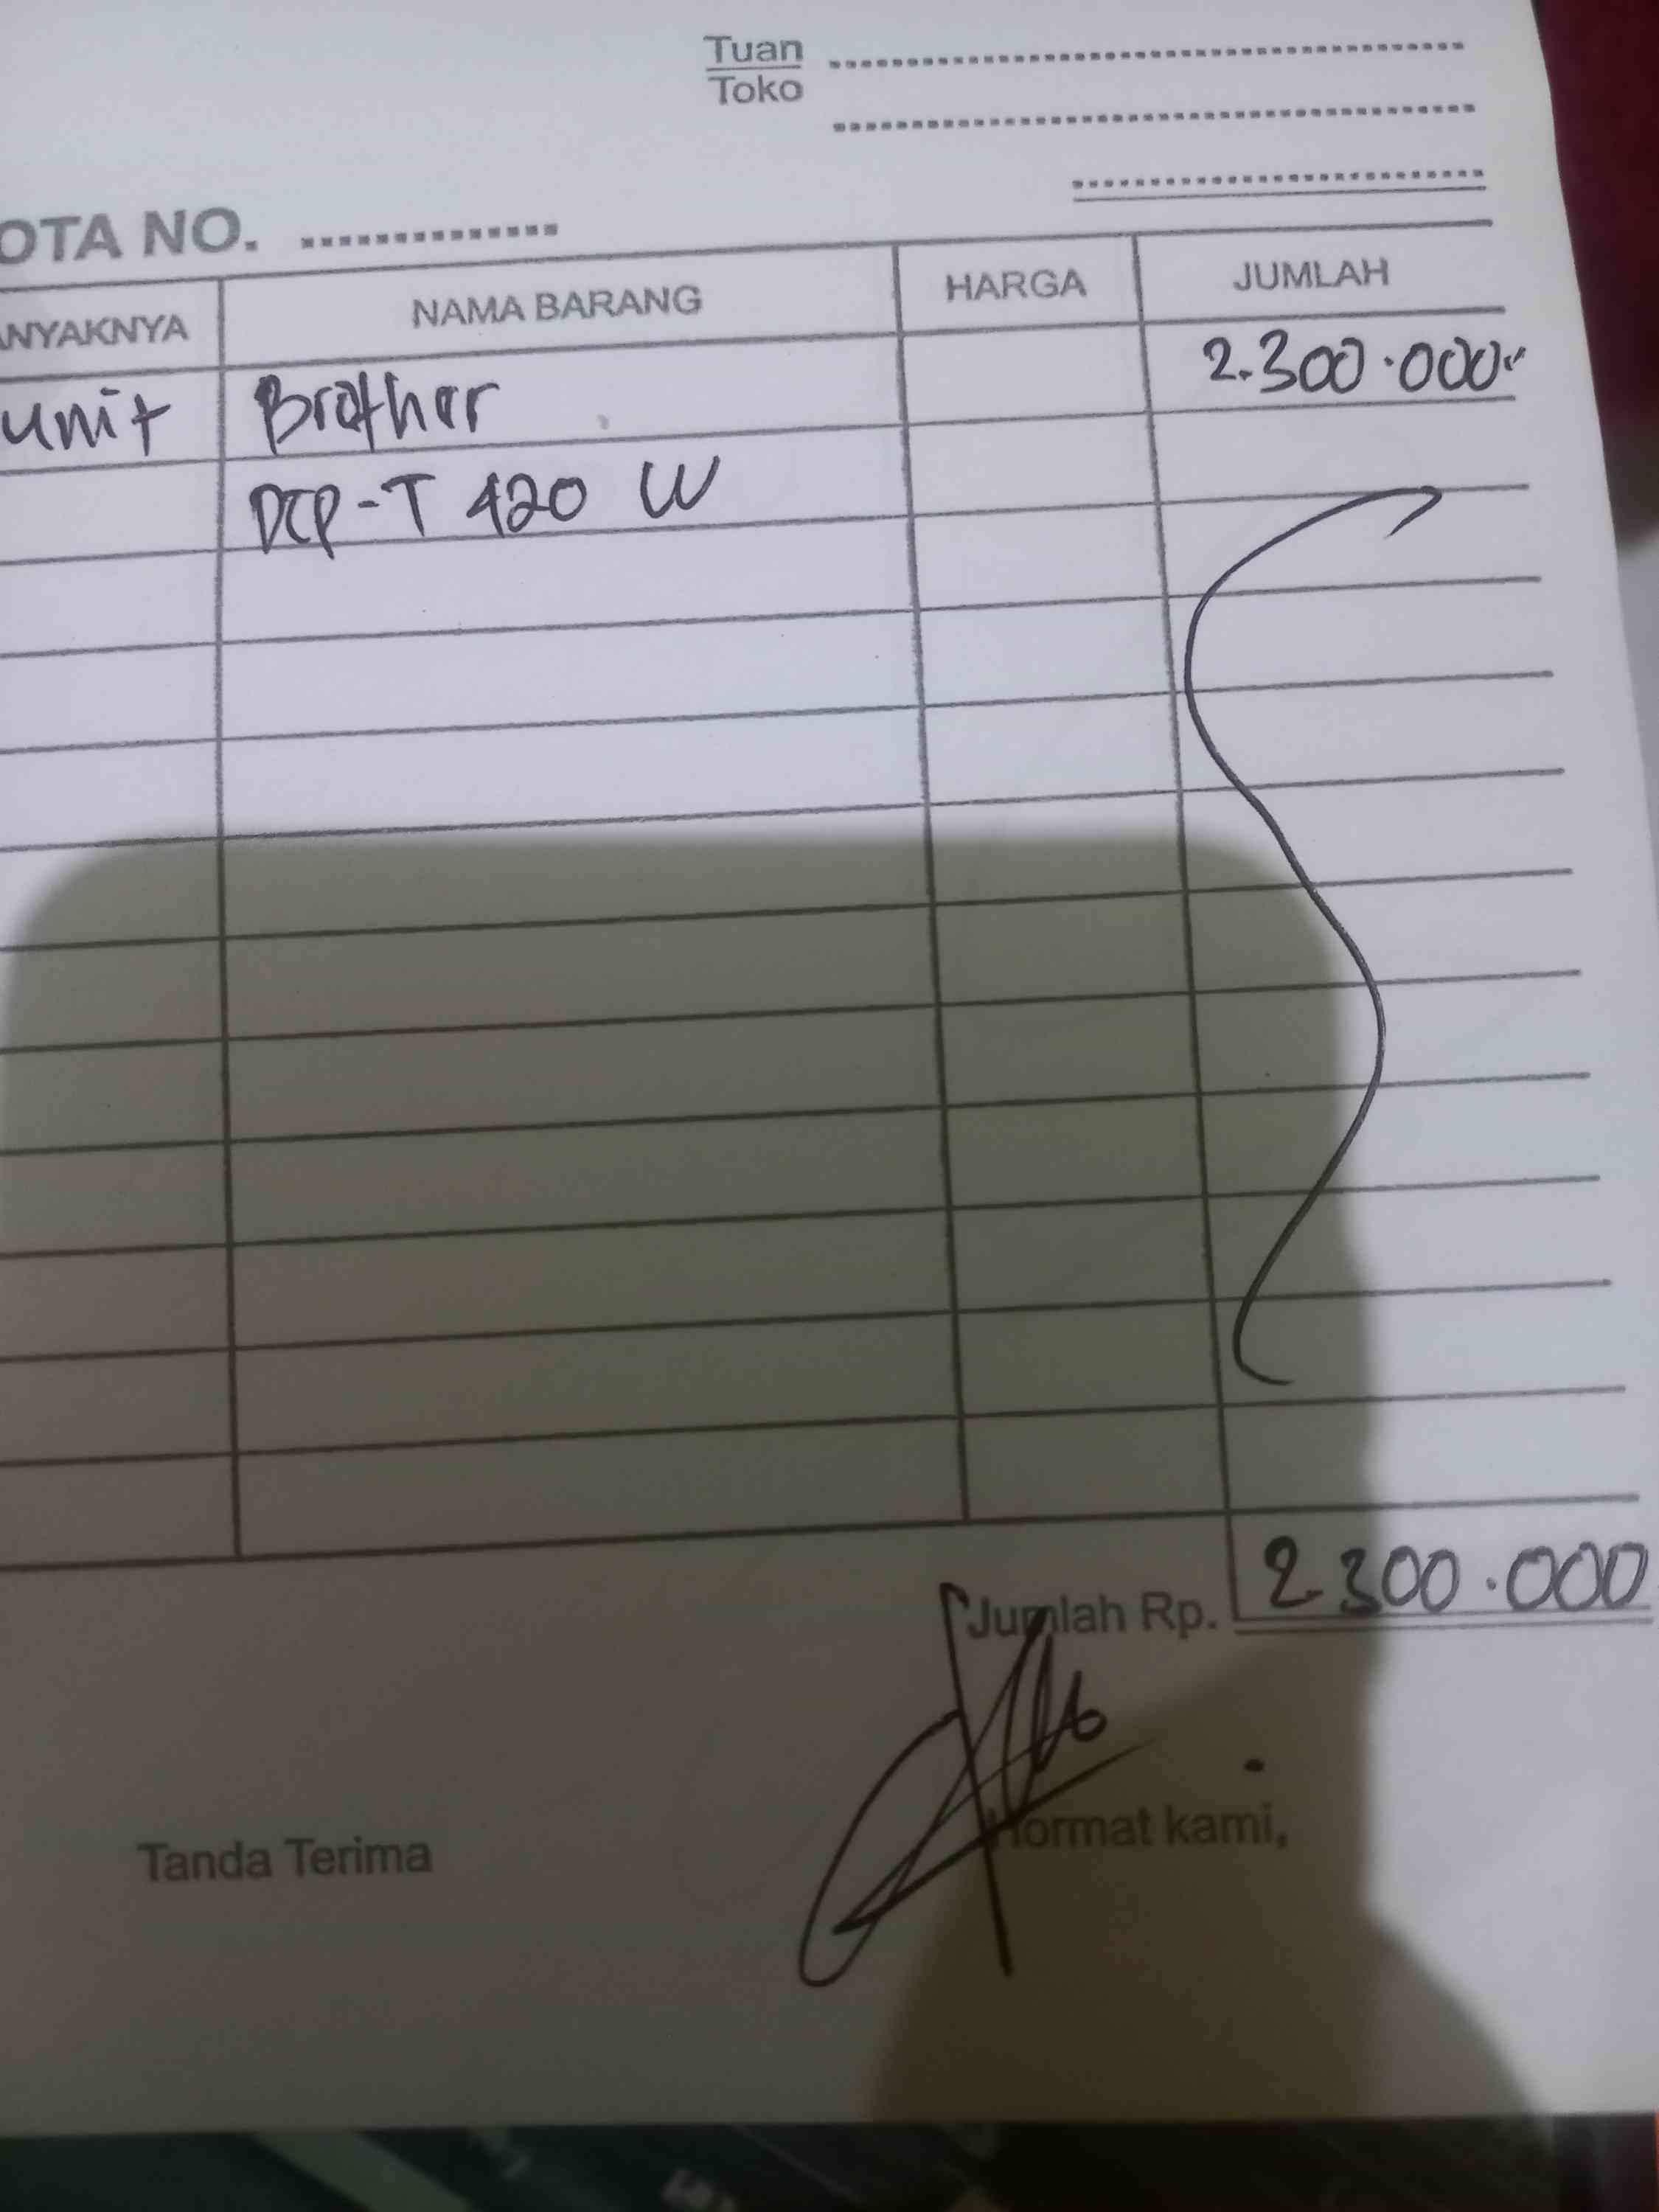 Tuan
Toko
OTA NO.
ANYAKNYA NAMA BARANG HARGA JUMLAH
unit Brother 2.300.000
DCP-T 420 W
Jumlah Rp. 2.300.000
Tanda Terima Hormat kami,